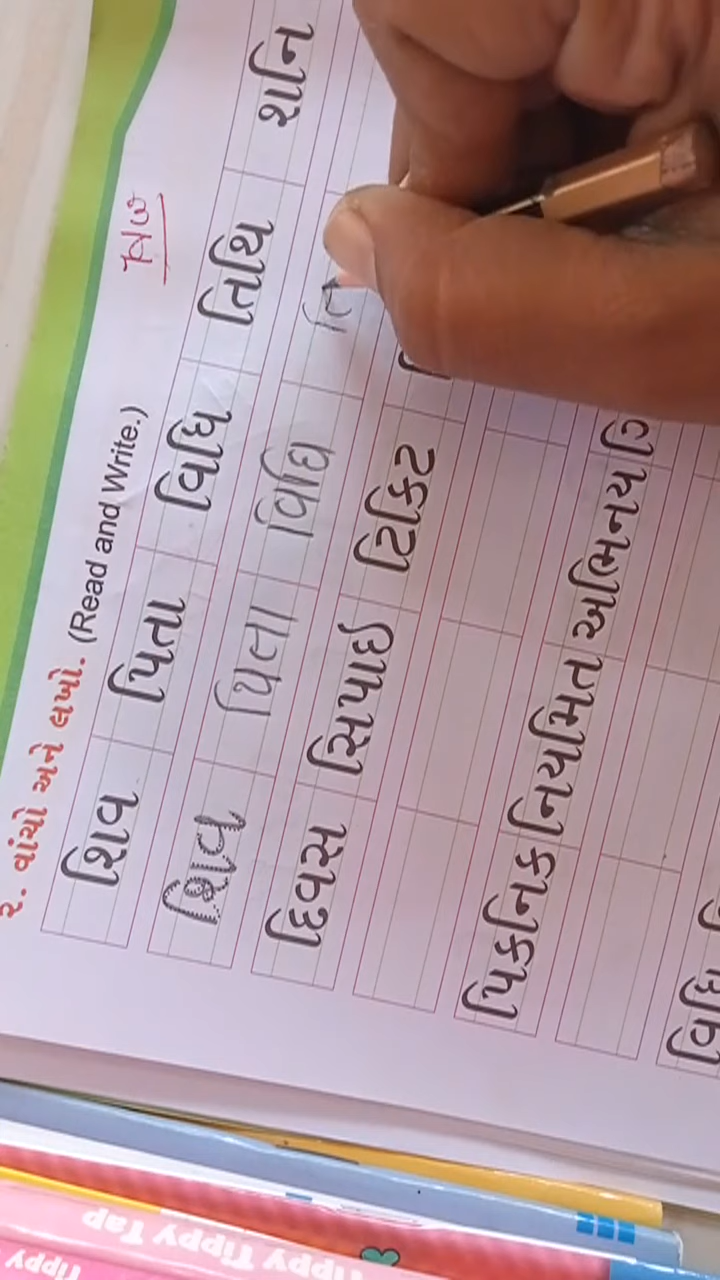 ૨. વાંચો અને લખો. (Read and Write.)
શિવ પિતા વિધિ તિથિ શનિ
શિવ પિતા વિધિ તિ
દિવસ સિપાઈ ટિકિટ
પિકનિક નિયમિત અભિનય
વિધિ
Tippy Tippy Tap